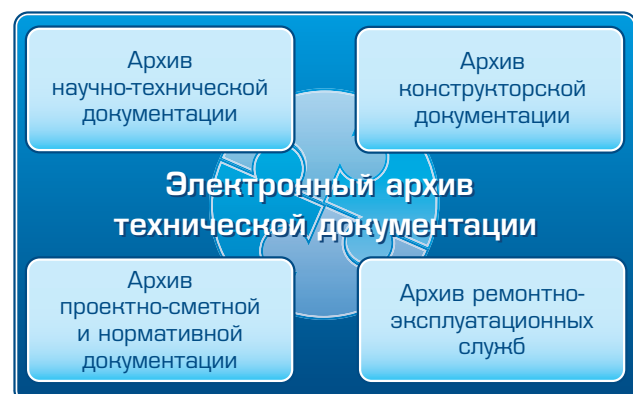 Архив
научно-технической
документации
Архив
конструкторской
документации
Электронный архив
технической документации
Архив
проектно-сметной
и нормативной
документации
Архив ремонтно-
эксплуатационных
служб